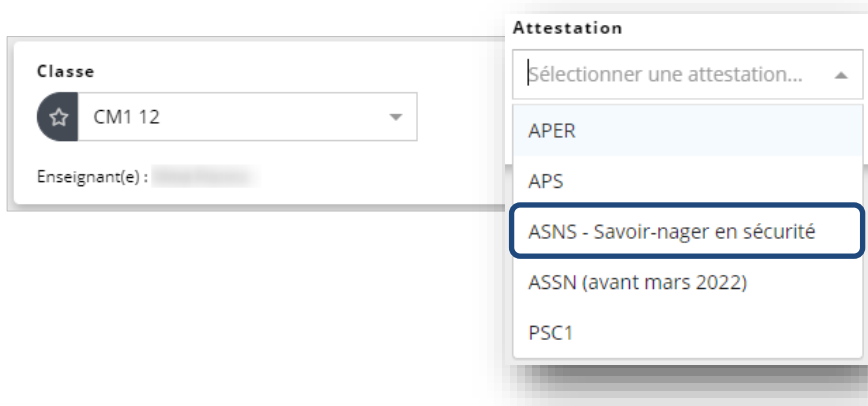 Classe
CM1 12
Enseignant(e) :
Attestation
Sélectionner une attestation...
APER
APS
ASNS - Savoir-nager en sécurité
ASSN (avant mars 2022)
PSC1